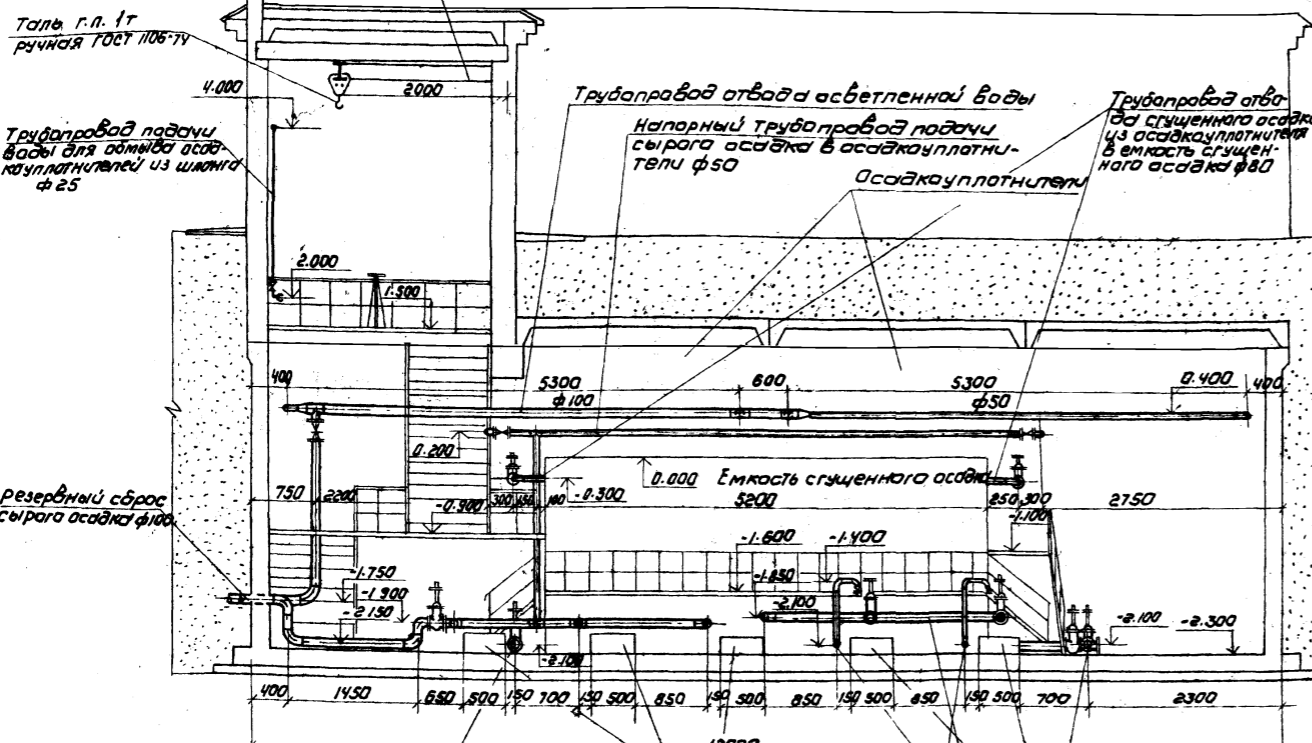 Таль г.п. 1т
ручная ГОСТ 1106-74
4.000
2000
Трубопровод отвода осветленной воды
Трубопровод отво-
да сгущенного осадка
из осадкоуплотнителя
в емкость сгущен-
ного осадка ф80
Трубопровод подачи
воды для обмыва осад-
коуплотнителей из шланга
ф25
Напорный трубопровод подачи
сырого осадка в осадкоуплотни-
тели ф50
Осадкоуплотнители
2.000
1.500
400
5300
600
5300
0.400
400
ф100
ф50
0.200
0.000
Емкость сгущенного осадка
-0.300
750
2200
-0.900
300
150
100
5200
250
300
2750
Резервный сброс
сырого осадка ф100
-1.100
-1.600
-1.400
-1.750
-1.850
-1.900
-2.150
-2.100
-2.100
-2.100
-2.300
400
1450
650
500
150
700
150
500
850
150
500
850
150
500
850
150
500
700
2300